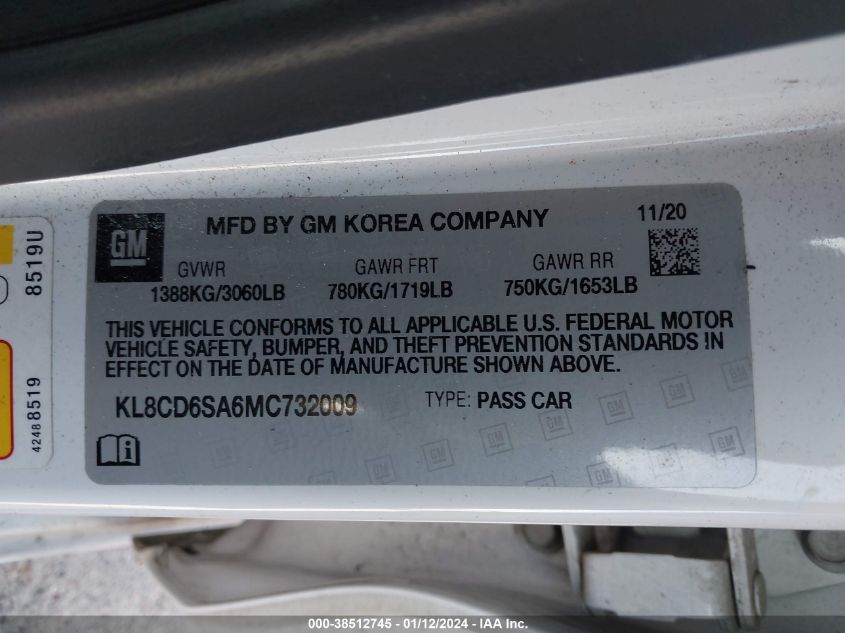 GM
MFD BY GM KOREA COMPANY
11/20
GVWR GAWR FRT GAWR RR
1388KG/3060LB 780KG/1719LB 750KG/1653LB
THIS VEHICLE CONFORMS TO ALL APPLICABLE U.S. FEDERAL MOTOR
VEHICLE SAFETY, BUMPER, AND THEFT PREVENTION STANDARDS IN
EFFECT ON THE DATE OF MANUFACTURE SHOWN ABOVE.
KL8CD6SA6MC732009 TYPE: PASS CAR
8519U
42488519
000-38512745 - 01/12/2024 - IAA Inc.